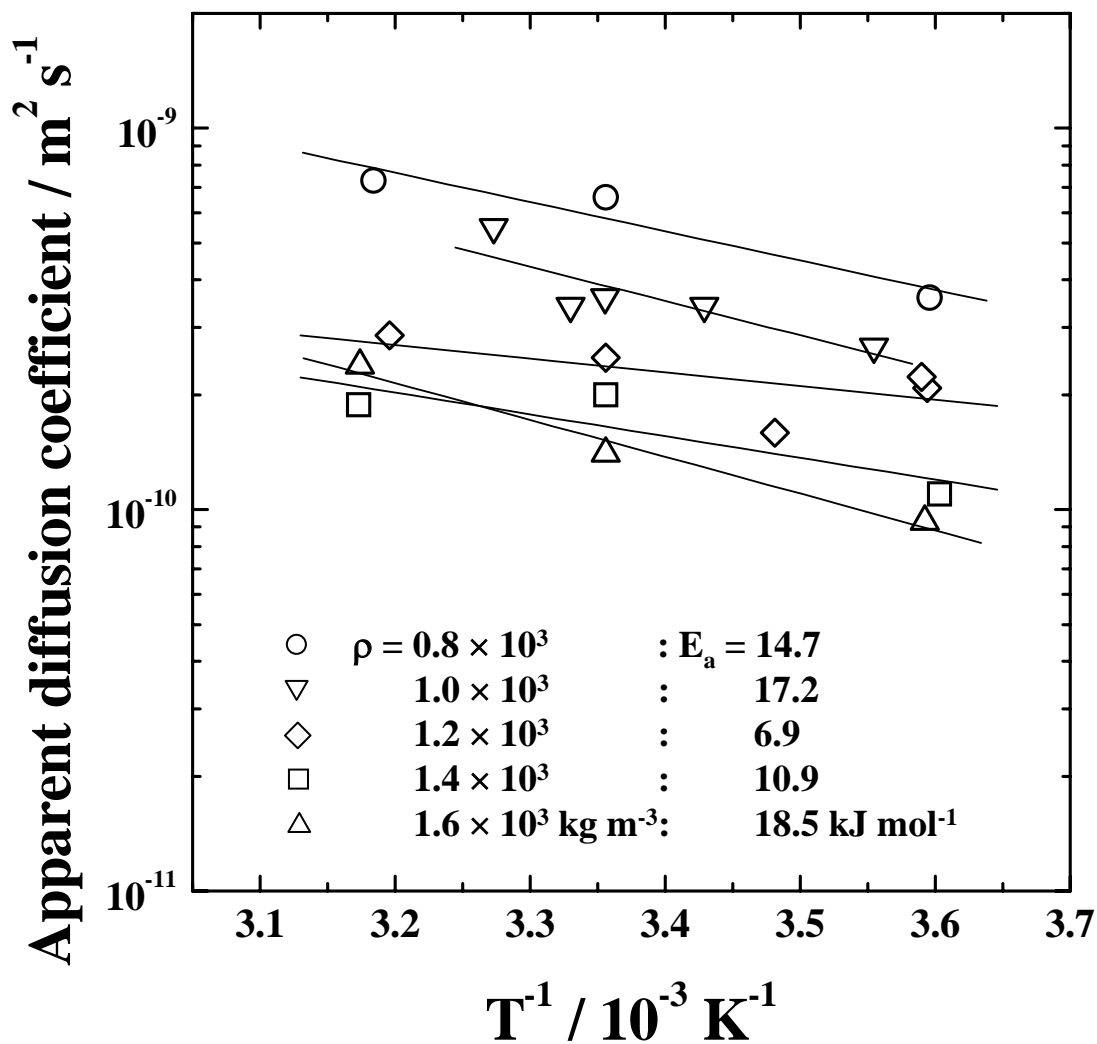 Apparent diffusion coefficient / m² s⁻¹
10⁻⁹
10⁻¹⁰
10⁻¹¹
ρ = 0.8 × 10³ : Eₐ = 14.7
1.0 × 10³ : 17.2
1.2 × 10³ : 6.9
1.4 × 10³ : 10.9
1.6 × 10³ kg m⁻³: 18.5 kJ mol⁻¹
3.1 3.2 3.3 3.4 3.5 3.6 3.7
T⁻¹ / 10⁻³ K⁻¹